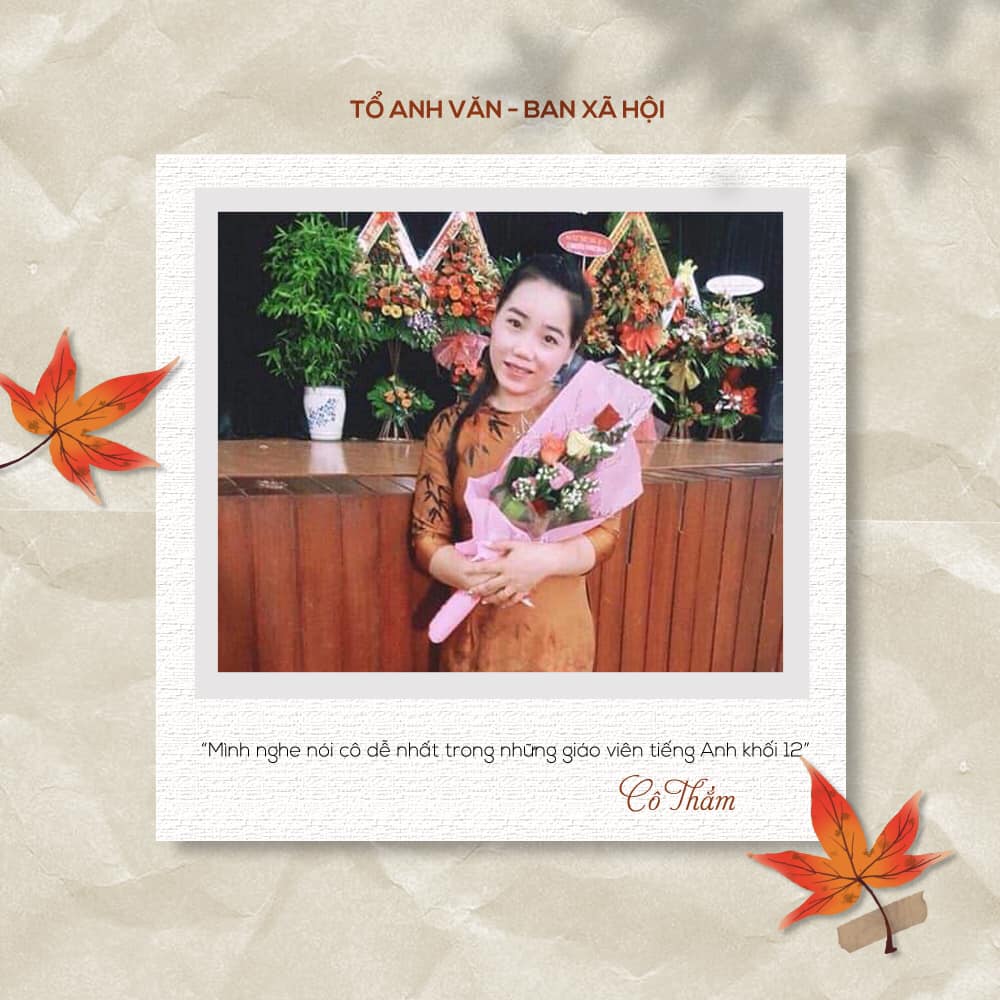 TỔ ANH VĂN - BAN XÃ HỘI
“Mình nghe nói cô dễ nhất trong những giáo viên tiếng Anh khối 12”
Cô Thắm